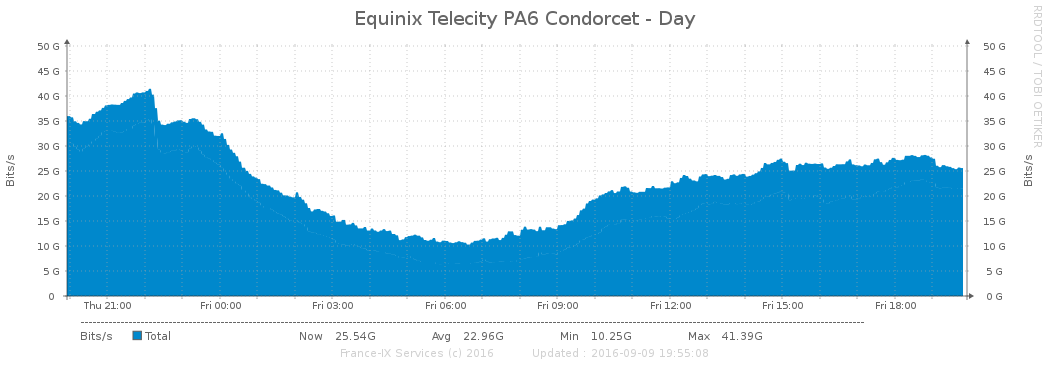 Equinix Telecity PA6 Condorcet - Day
RRDTOOL / TOBI OETIKER
50 G 50 G
45 G 45 G
40 G 40 G
35 G 35 G
30 G 30 G
25 G 25 G
20 G 20 G
15 G 15 G
10 G 10 G
5 G 5 G
0 0 G
Bits/s
Bits/s
Thu 21:00 Fri 00:00 Fri 03:00 Fri 06:00 Fri 09:00 Fri 12:00 Fri 15:00 Fri 18:00
Bits/s Total Now 25.54G Avg 22.96G Min 10.25G Max 41.39G
France-IX Services (c) 2016 Updated : 2016-09-09 19:55:08